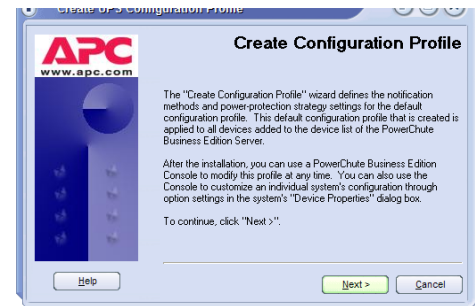 Create UPS Configuration Profile
APC
www.apc.com
Create Configuration Profile
The "Create Configuration Profile" wizard defines the notification
methods and power-protection strategy settings for the default
configuration profile. This default configuration profile that is created is
applied to all devices added to the device list of the PowerChute
Business Edition Server.
After the installation, you can use a PowerChute Business Edition
Console to modify this profile at any time. You can also use the
Console to customize an individual system's configuration through
option settings in the system's "Device Properties" dialog box.
To continue, click "Next >".
Help
Next >
Cancel